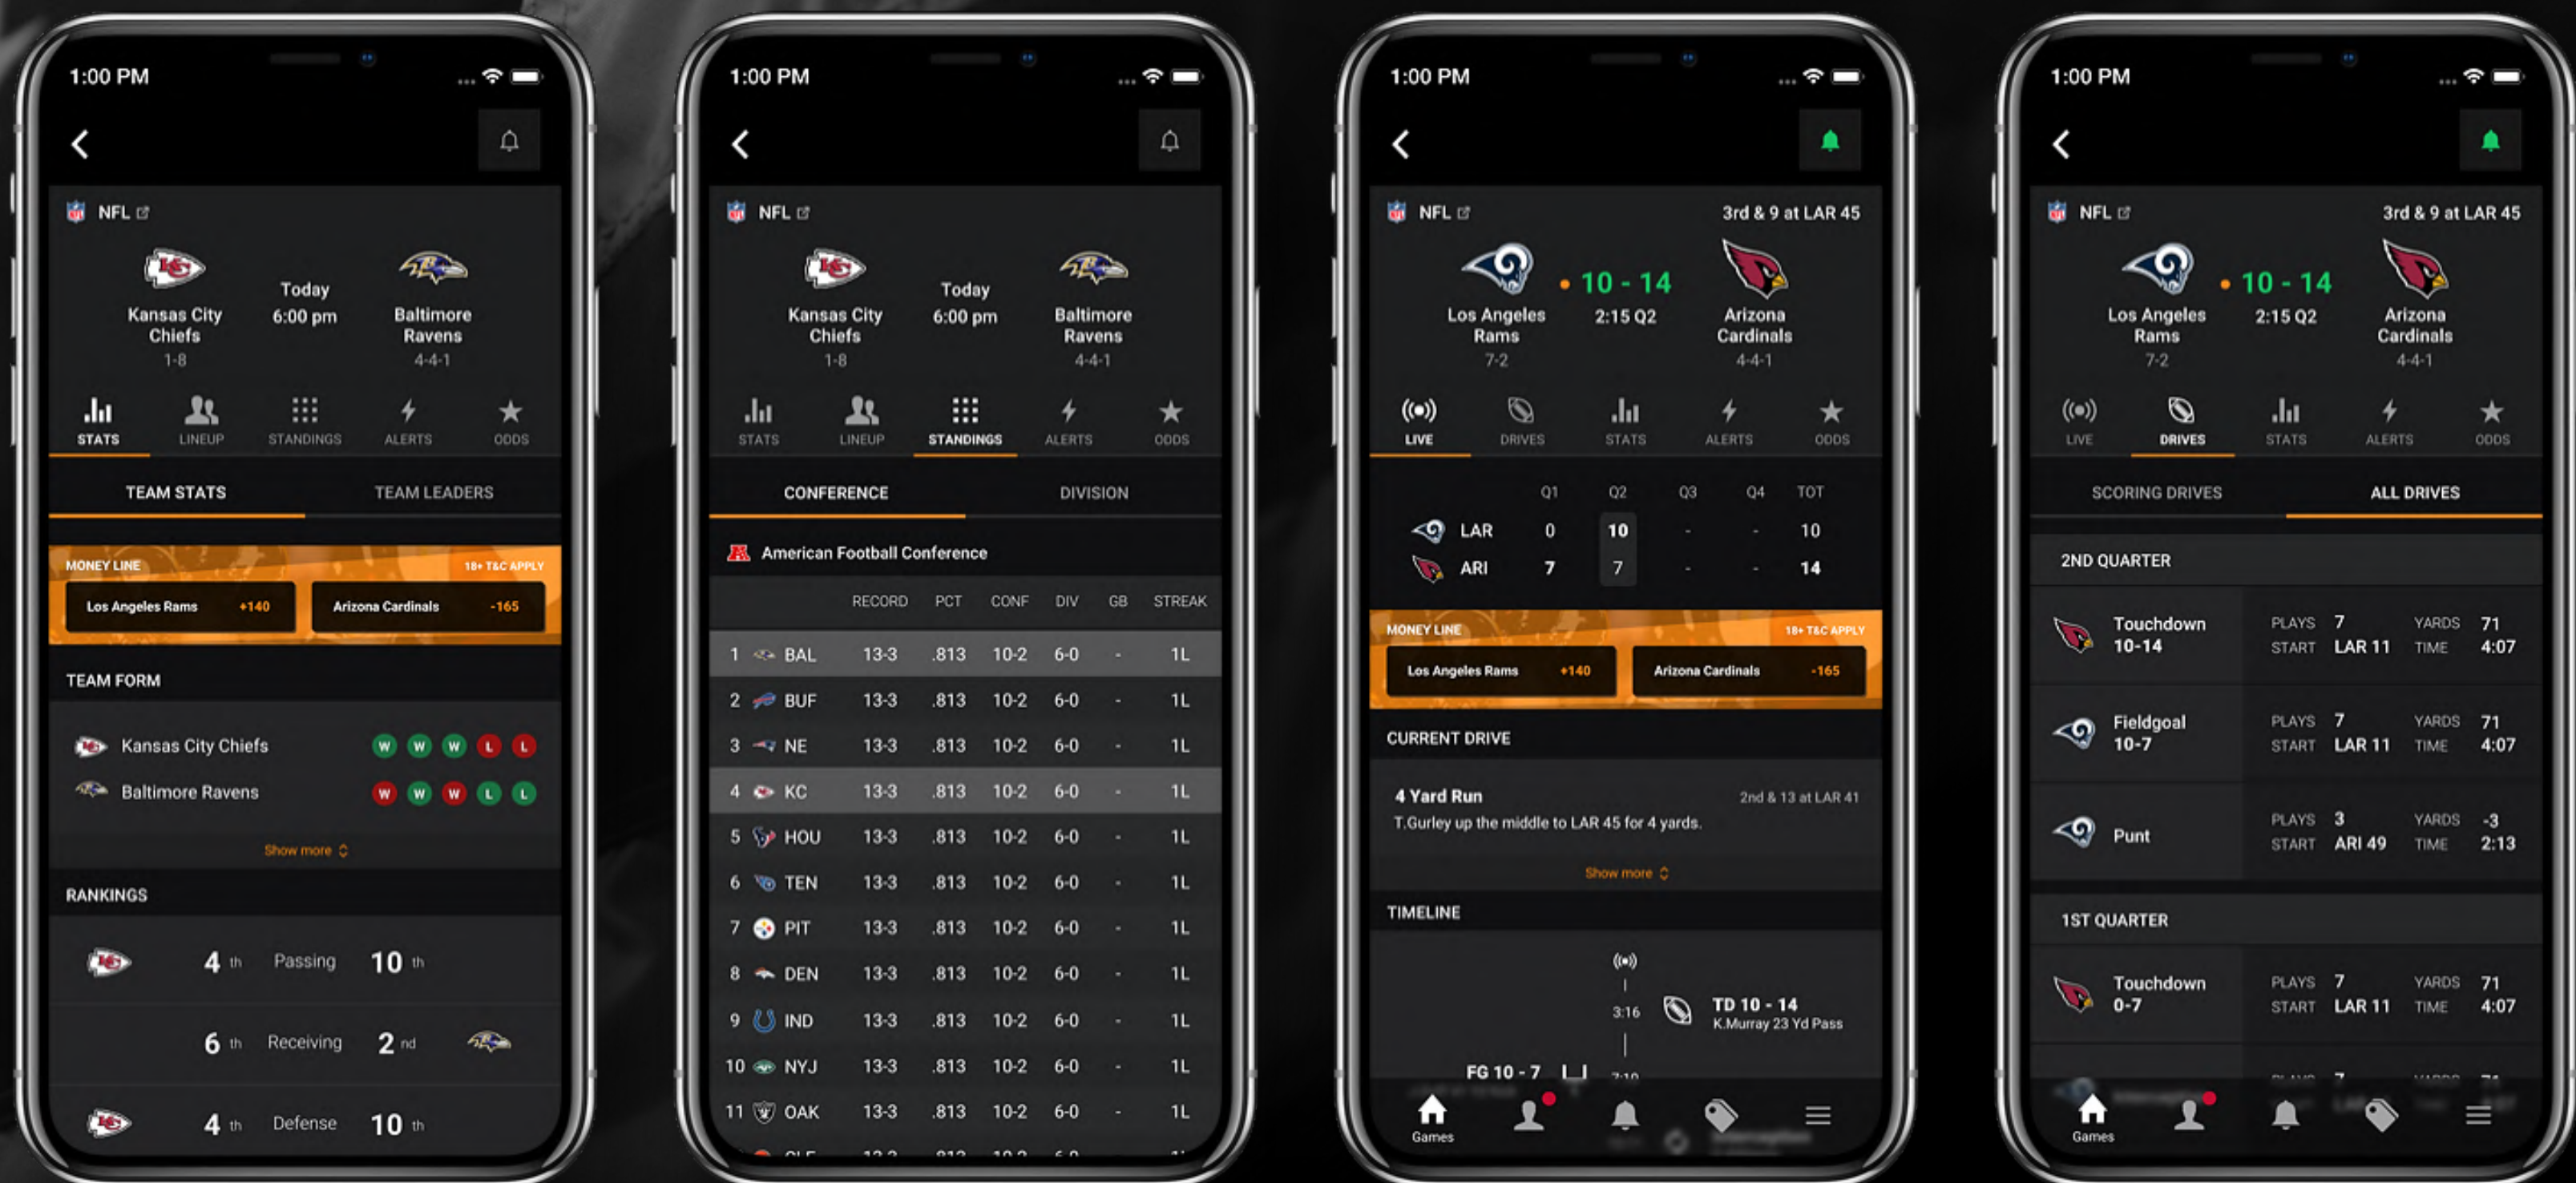 1:00 PM
NFL
Today
6:00 pm
Kansas City
Chiefs
1-8
Baltimore
Ravens
4-4-1
STATS LINEUP STANDINGS ALERTS ODDS
TEAM STATS TEAM LEADERS
MONEY LINE 18+ T&C APPLY
Los Angeles Rams +140 Arizona Cardinals -165
TEAM FORM
Kansas City Chiefs W W W L L
Baltimore Ravens W W W L L
Show more
RANKINGS
4 th Passing 10 th
6 th Receiving 2 nd
4 th Defense 10 th
1:00 PM
NFL
Today
6:00 pm
Kansas City
Chiefs
1-8
Baltimore
Ravens
4-4-1
STATS LINEUP STANDINGS ALERTS ODDS
CONFERENCE DIVISION
American Football Conference
RECORD PCT CONF DIV GB STREAK
1 BAL 13-3 .813 10-2 6-0 - 1L
2 BUF 13-3 .813 10-2 6-0 - 1L
3 NE 13-3 .813 10-2 6-0 - 1L
4 KC 13-3 .813 10-2 6-0 - 1L
5 HOU 13-3 .813 10-2 6-0 - 1L
6 TEN 13-3 .813 10-2 6-0 - 1L
7 PIT 13-3 .813 10-2 6-0 - 1L
8 DEN 13-3 .813 10-2 6-0 - 1L
9 IND 13-3 .813 10-2 6-0 - 1L
10 NYJ 13-3 .813 10-2 6-0 - 1L
11 OAK 13-3 .813 10-2 6-0 - 1L
1:00 PM
NFL 3rd & 9 at LAR 45
10 - 14
2:15 Q2
Los Angeles
Rams
7-2
Arizona
Cardinals
4-4-1
LIVE DRIVES STATS ALERTS ODDS
Q1 Q2 Q3 Q4 TOT
LAR 0 10 - - 10
ARI 7 7 - - 14
MONEY LINE 18+ T&C APPLY
Los Angeles Rams +140 Arizona Cardinals -165
CURRENT DRIVE
4 Yard Run 2nd & 13 at LAR 41
T.Gurley up the middle to LAR 45 for 4 yards.
Show more
TIMELINE
3:16 TD 10 - 14
K.Murray 23 Yd Pass
FG 10 - 7
Games
1:00 PM
NFL 3rd & 9 at LAR 45
10 - 14
2:15 Q2
Los Angeles
Rams
7-2
Arizona
Cardinals
4-4-1
LIVE DRIVES STATS ALERTS ODDS
SCORING DRIVES ALL DRIVES
2ND QUARTER
Touchdown PLAYS 7 YARDS 71
10-14 START LAR 11 TIME 4:07
Fieldgoal PLAYS 7 YARDS 71
10-7 START LAR 11 TIME 4:07
Punt PLAYS 3 YARDS -3
START ARI 49 TIME 2:13
1ST QUARTER
Touchdown PLAYS 7 YARDS 71
0-7 START LAR 11 TIME 4:07
Games